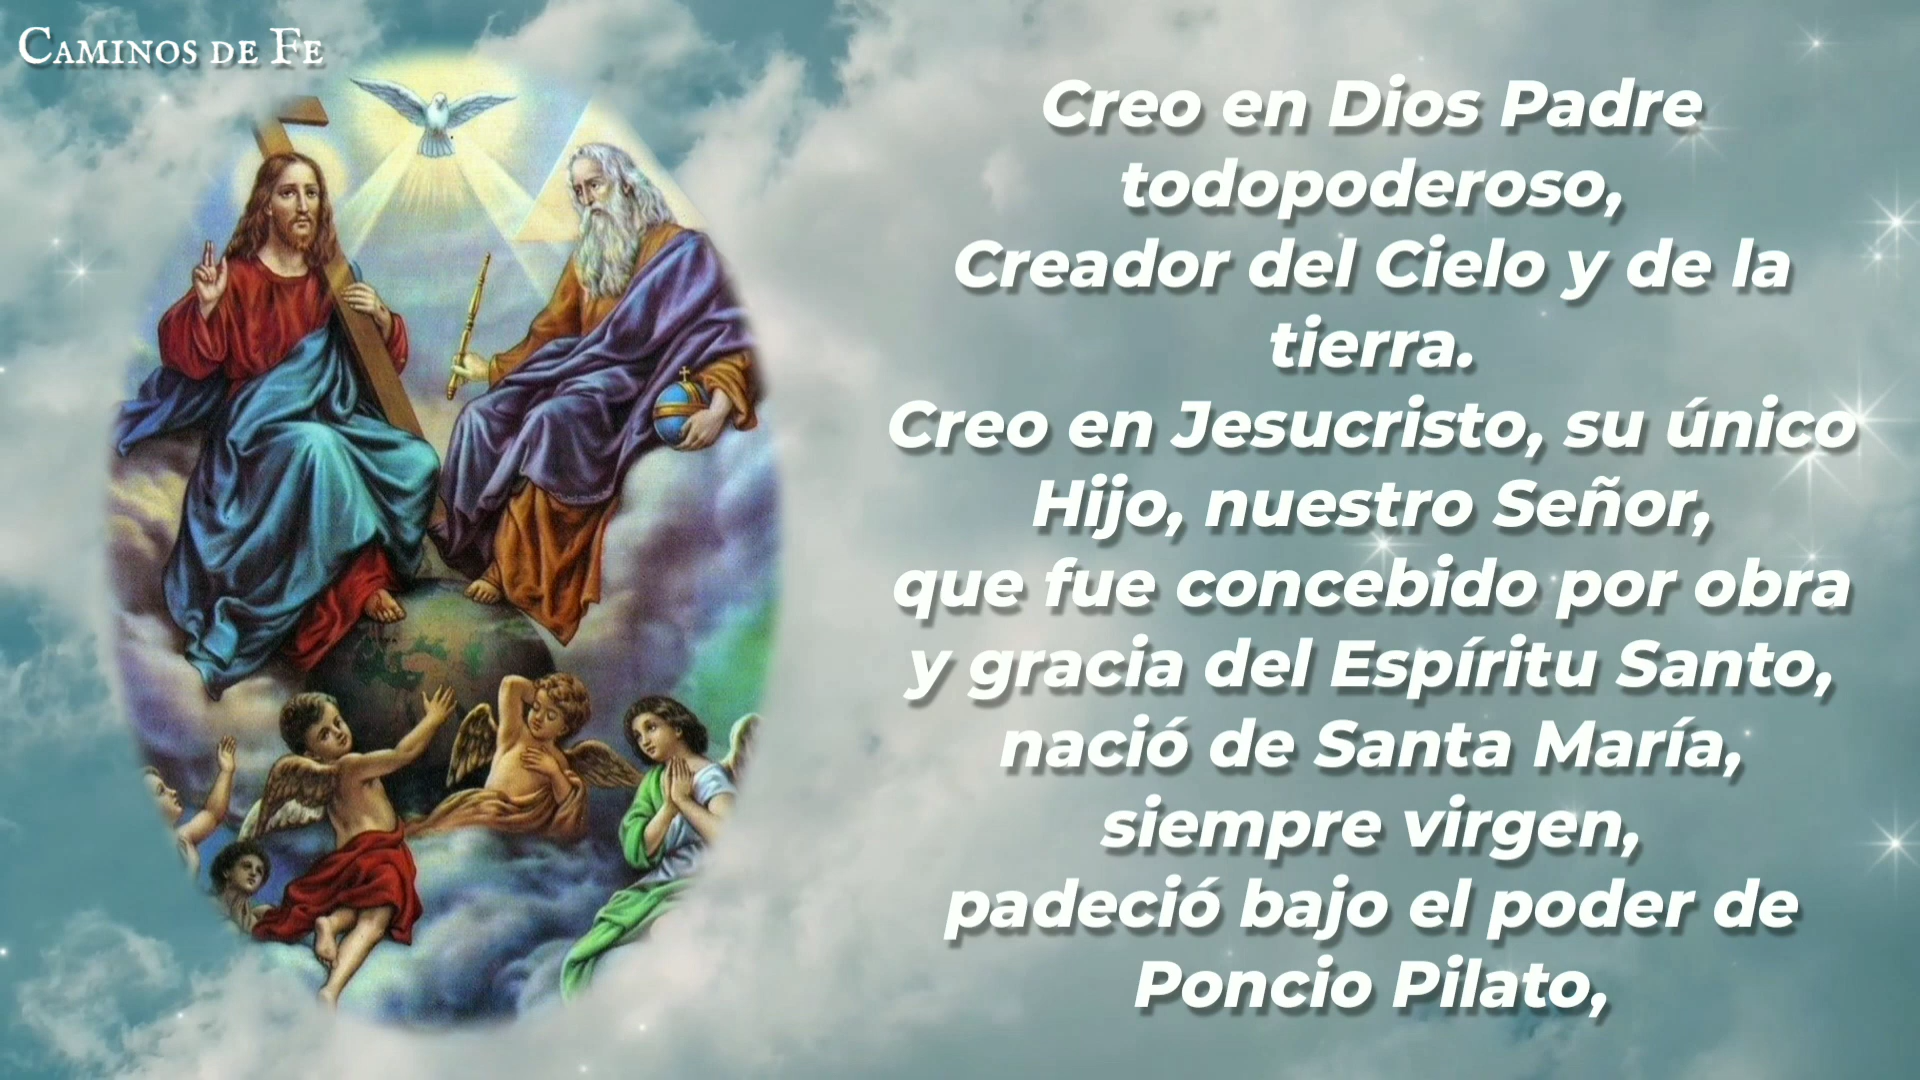 Caminos de Fe
Creo en Dios Padre
todopoderoso,
Creador del Cielo y de la
tierra.
Creo en Jesucristo, su único
Hijo, nuestro Señor,
que fue concebido por obra
y gracia del Espíritu Santo,
nació de Santa María,
siempre virgen,
padeció bajo el poder de
Poncio Pilato,